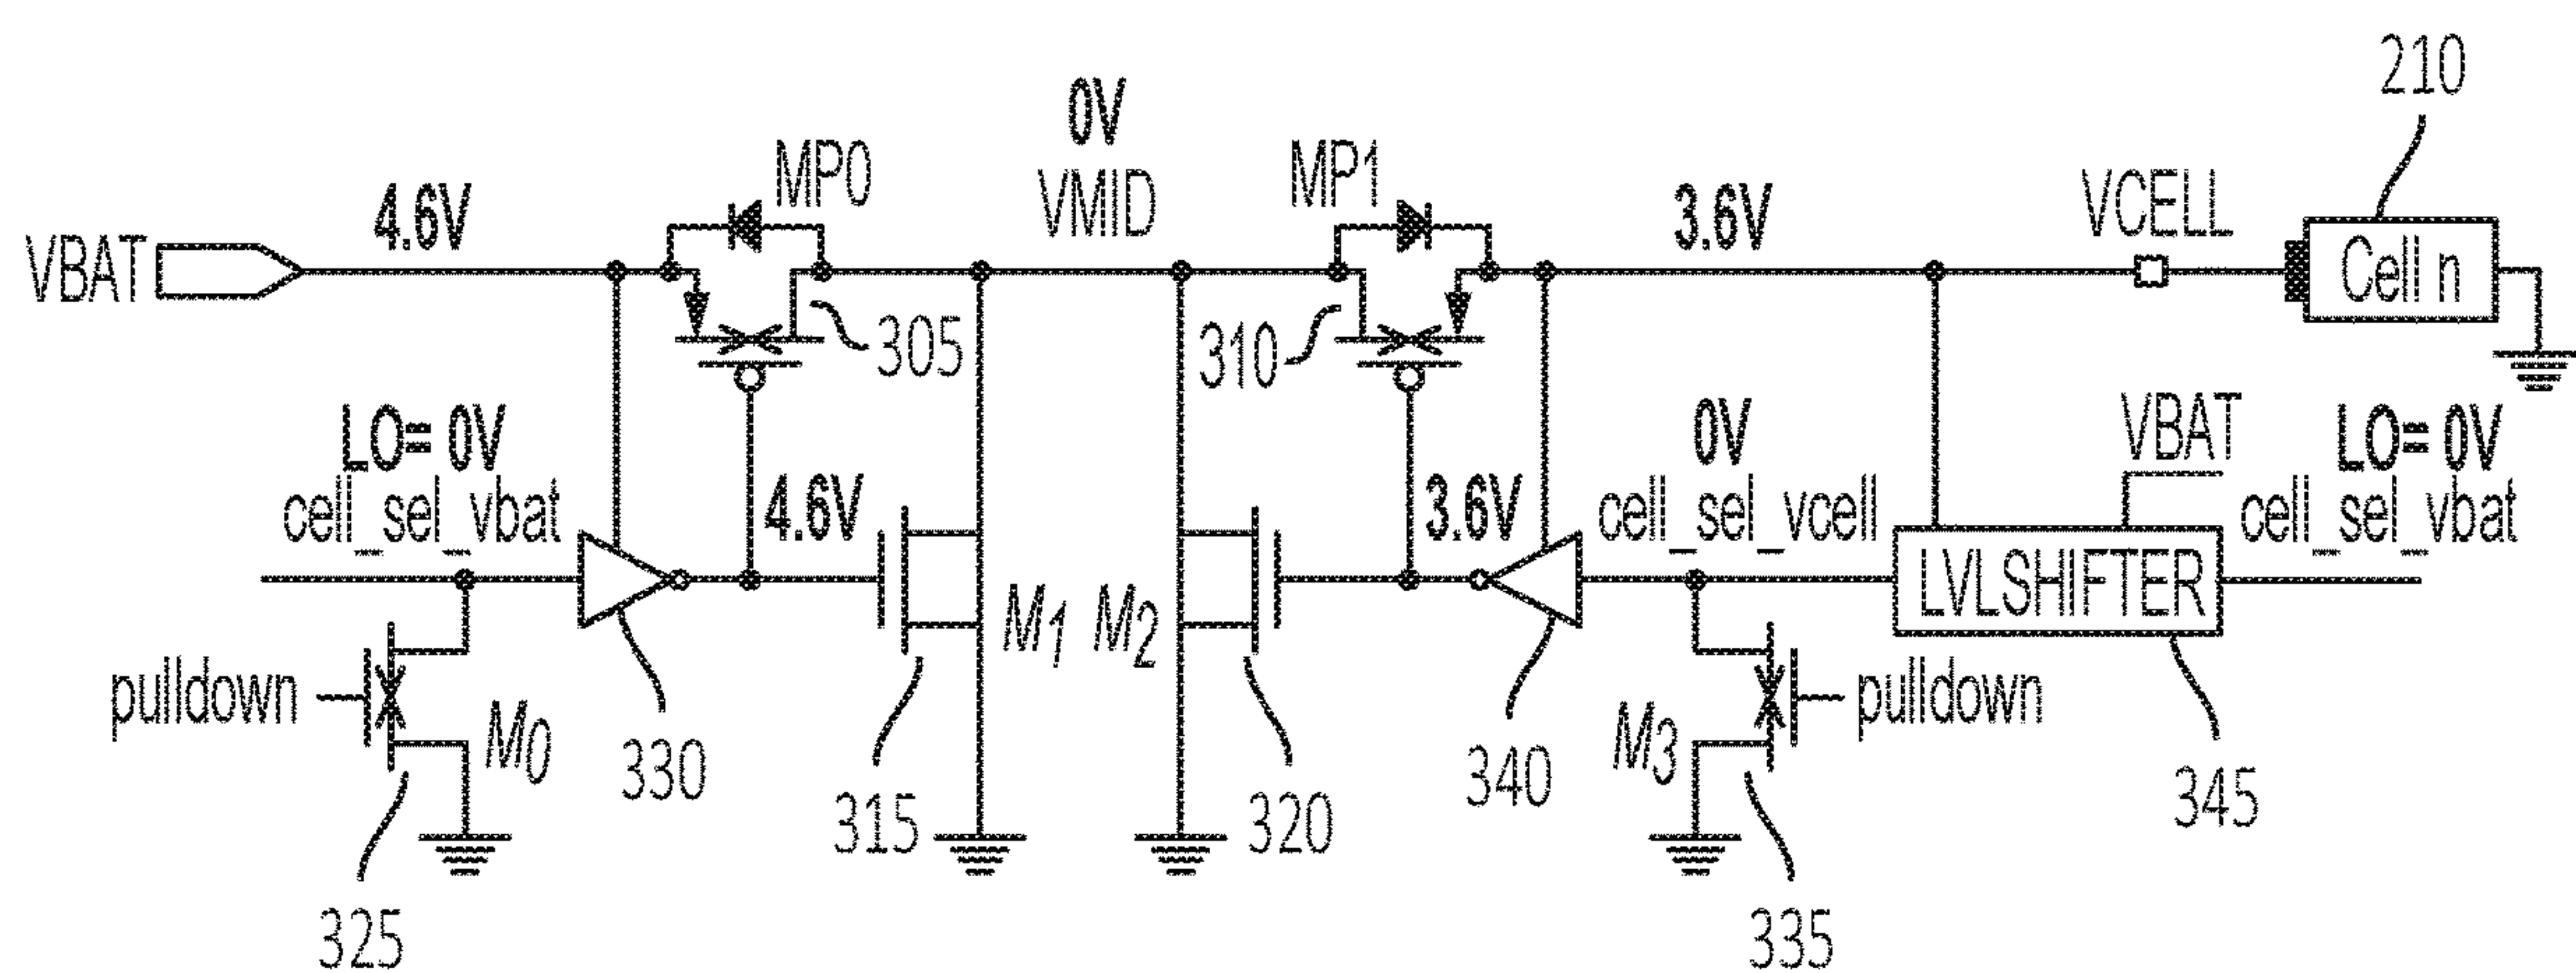 210
0V
MP0
VMID
MP1
4.6V
3.6V
VCELL
VBAT
Cell n
305
310
LO= 0V
cell_sel_vbat
4.6V
3.6V
0V
cell_sel_vcell
VBAT
LO= 0V
cell_sel_vbat
LVLSHIFTER
M1
M2
pulldown
M0
330
315
320
340
M3
pulldown
345
325
335